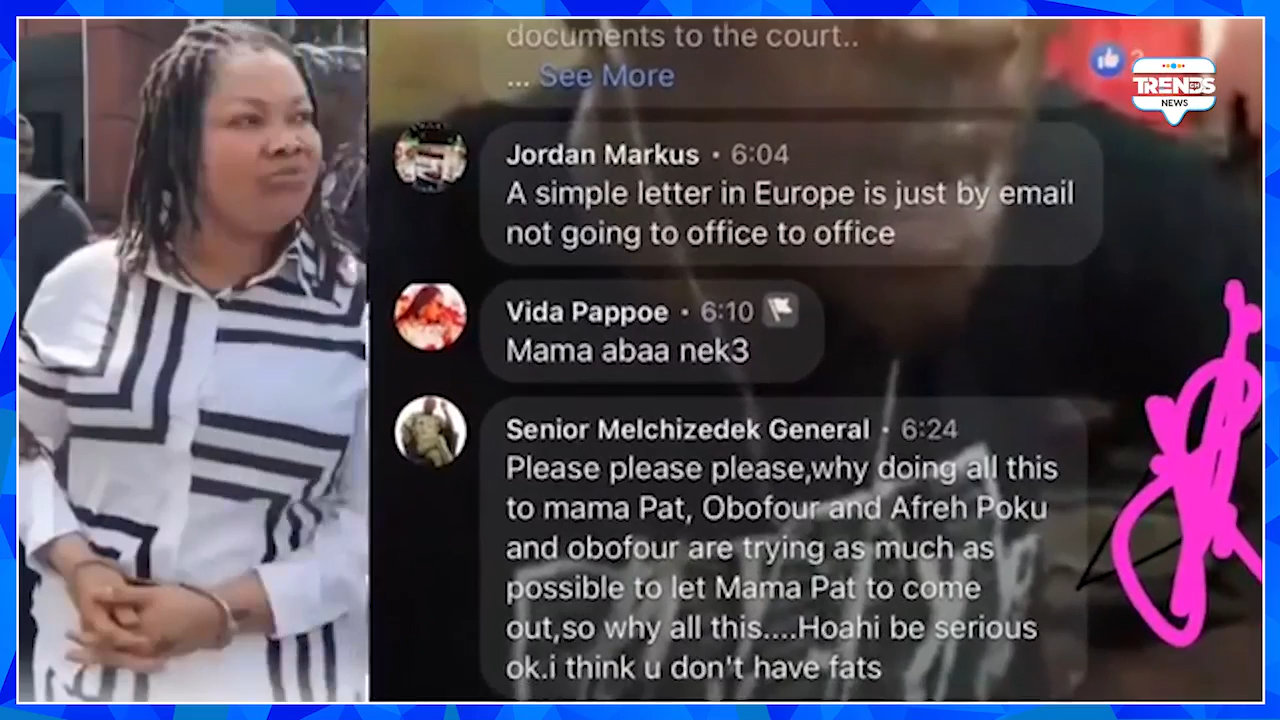 documents to the court..
... See More
TRENDS
NEWS
Jordan Markus • 6:04
A simple letter in Europe is just by email
not going to office to office
Vida Pappoe • 6:10
Mama abaa nek3
Senior Melchizedek General • 6:24
Please please please,why doing all this
to mama Pat, Obofour and Afreh Poku
and obofour are trying as much as
possible to let Mama Pat to come
out,so why all this....Hoahi be serious
ok.i think u don't have fats